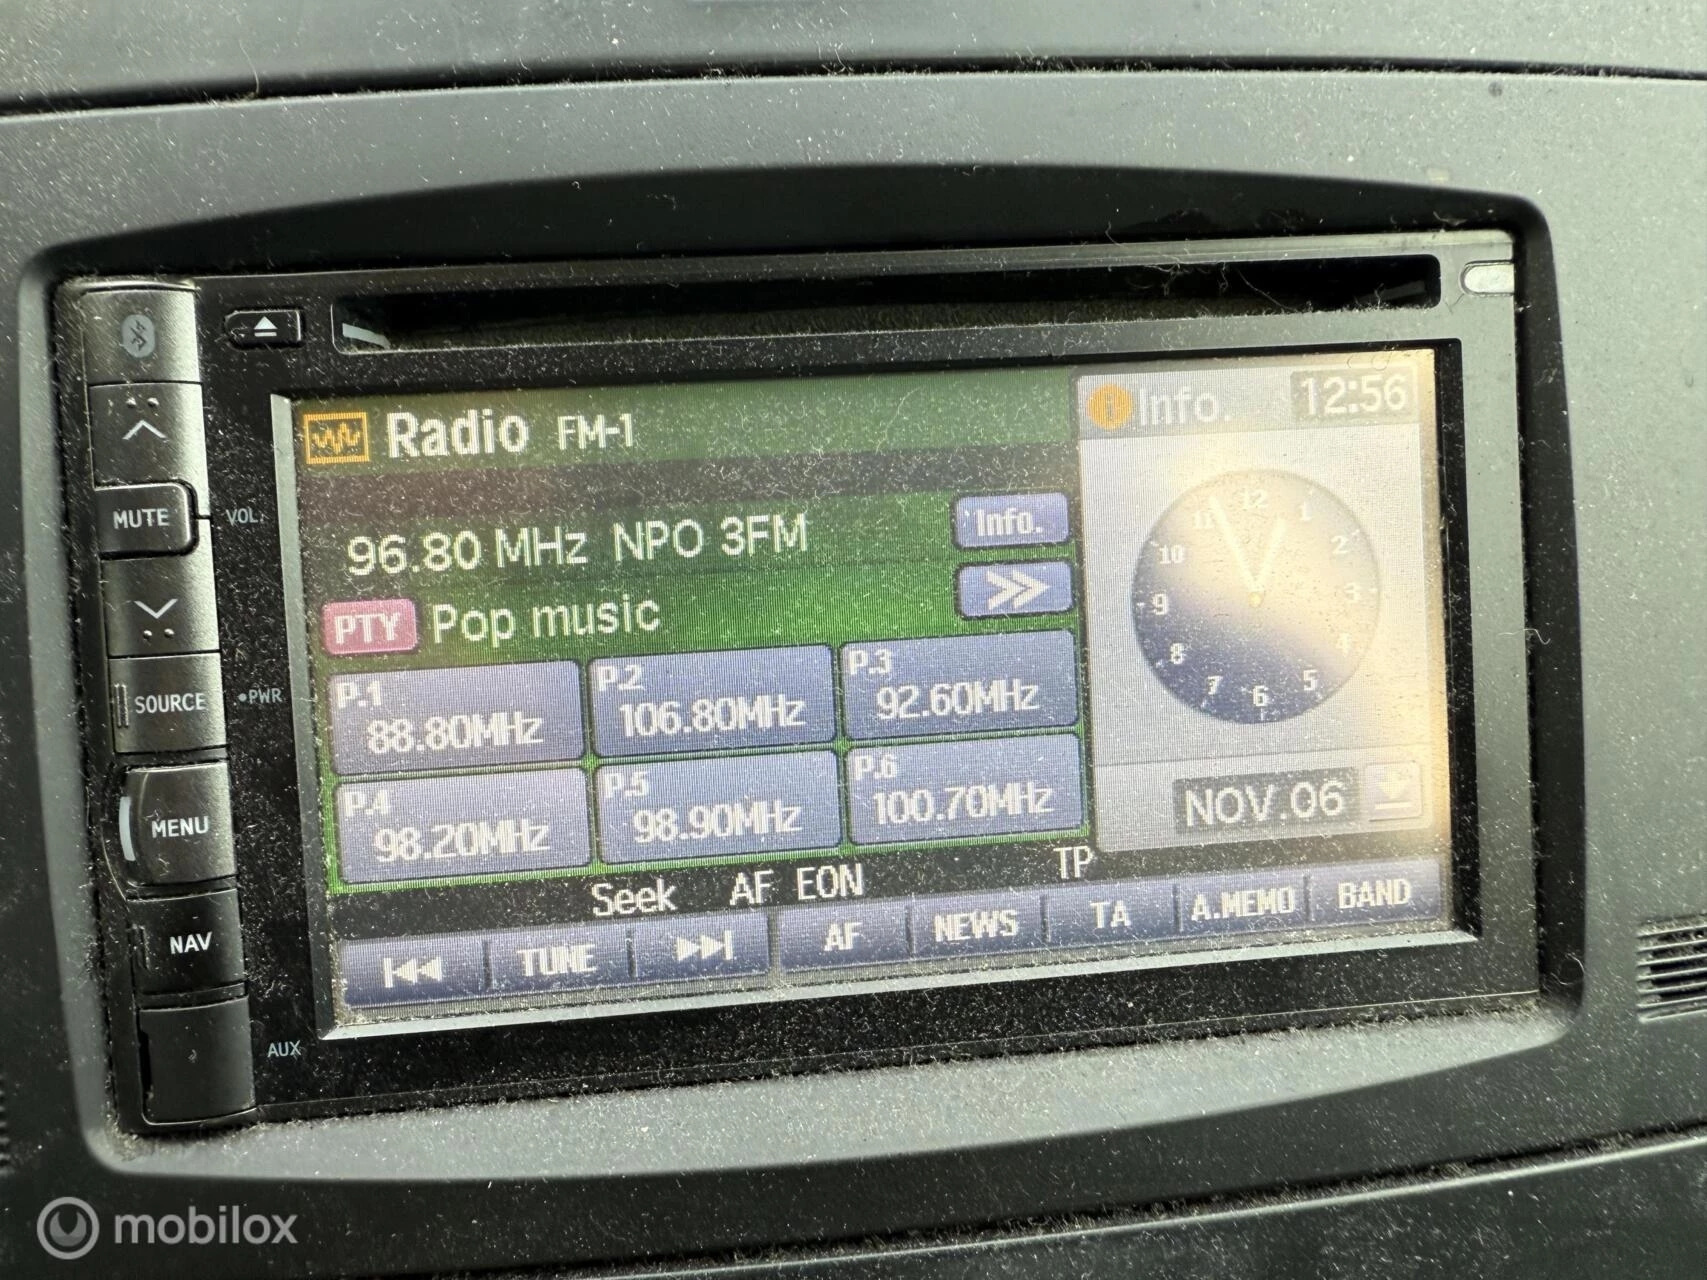 MUTE
VOL.
SOURCE
•PWR
MENU
NAV
AUX
Radio FM-1
96.80 MHz NPO 3FM
Info.
PTY Pop music
P.1
88.80MHz
P.2
106.80MHz
P.3
92.60MHz
P.4
98.20MHz
P.5
98.90MHz
P.6
100.70MHz
Seek AF EON TP
TUNE AF NEWS TA A.MEMO BAND
Info. 12:56
12
1
2
3
4
5
6
7
8
9
10
11
NOV.06
mobilox